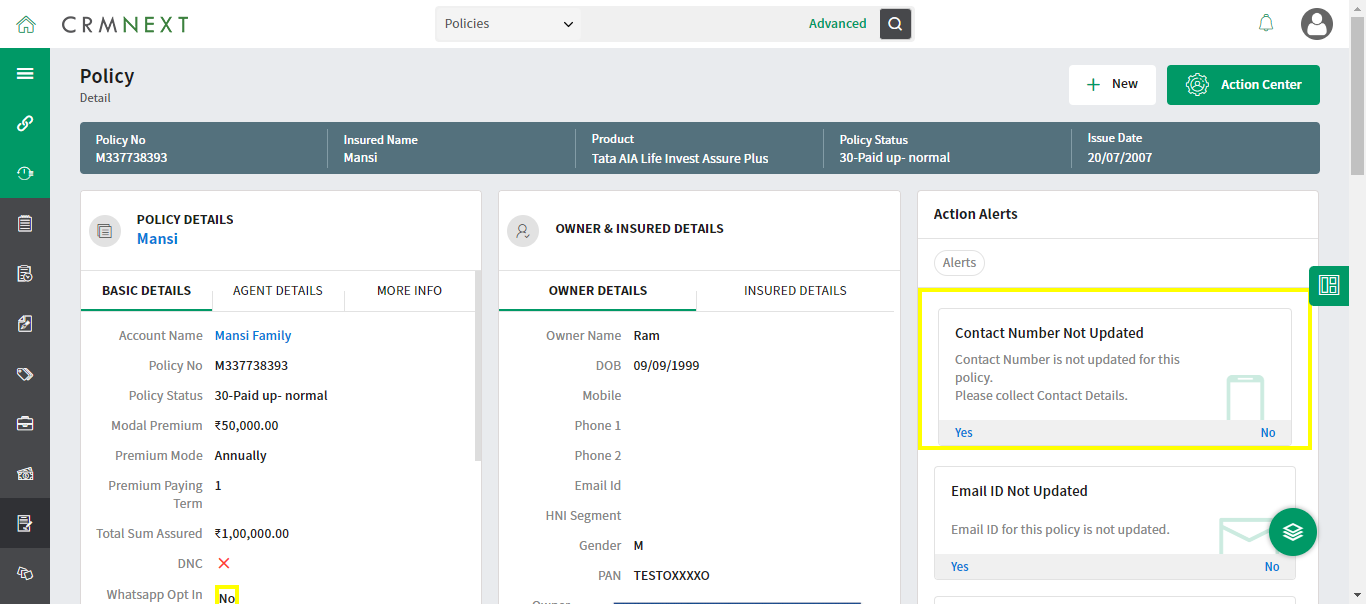 CRMNEXT
Policies
Advanced
Policy
Detail
New
Action Center
Policy No
M337738393
Insured Name
Mansi
Product
Tata AIA Life Invest Assure Plus
Policy Status
30-Paid up- normal
Issue Date
20/07/2007
POLICY DETAILS
Mansi
BASIC DETAILS
AGENT DETAILS
MORE INFO
Account Name Mansi Family
Policy No M337738393
Policy Status 30-Paid up- normal
Modal Premium ₹50,000.00
Premium Mode Annually
Premium Paying 1
Term
Total Sum Assured ₹1,00,000.00
DNC
Whatsapp Opt In No
OWNER & INSURED DETAILS
OWNER DETAILS
INSURED DETAILS
Owner Name Ram
DOB 09/09/1999
Mobile
Phone 1
Phone 2
Email Id
HNI Segment
Gender M
PAN TESTOXXXXO
Owner
Action Alerts
Alerts
Contact Number Not Updated
Contact Number is not updated for this
policy.
Please collect Contact Details.
Yes No
Email ID Not Updated
Email ID for this policy is not updated.
Yes No